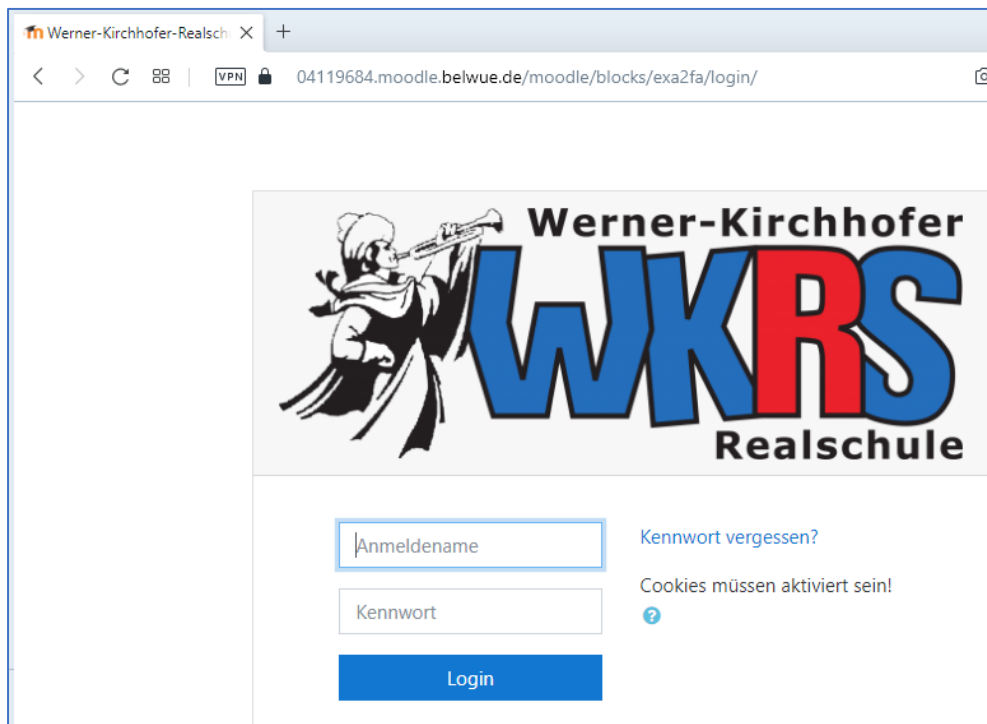 Werner-Kirchhofer-Realsch
VPN
04119684.moodle.belwue.de/moodle/blocks/exa2fa/login/
Werner-Kirchhofer
WKRS
Realschule
Anmeldename
Kennwort vergessen?
Cookies müssen aktiviert sein!
?
Kennwort
Login